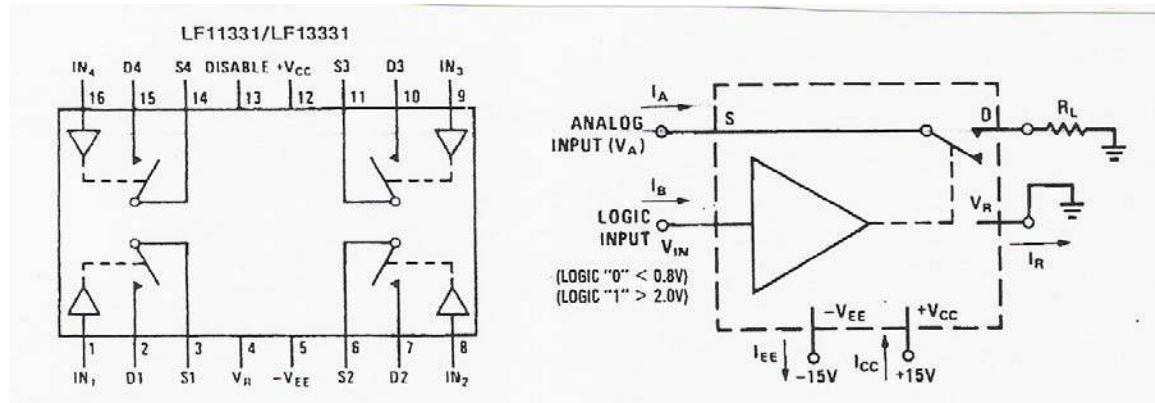 LF11331/LF13331
IN4 D4 S4 DISABLE +VCC S3 D3 IN3
16 15 14 13 12 11 10 9
1 2 3 4 5 6 7 8
IN1 D1 S1 VR -VEE S2 D2 IN2
IA
S
D
RL
ANALOG
INPUT (VA)
IB
LOGIC
INPUT
VIN
VR
IR
(LOGIC "0" < 0.8V)
(LOGIC "1" > 2.0V)
-VEE +VCC
IEE
ICC
-15V +15V